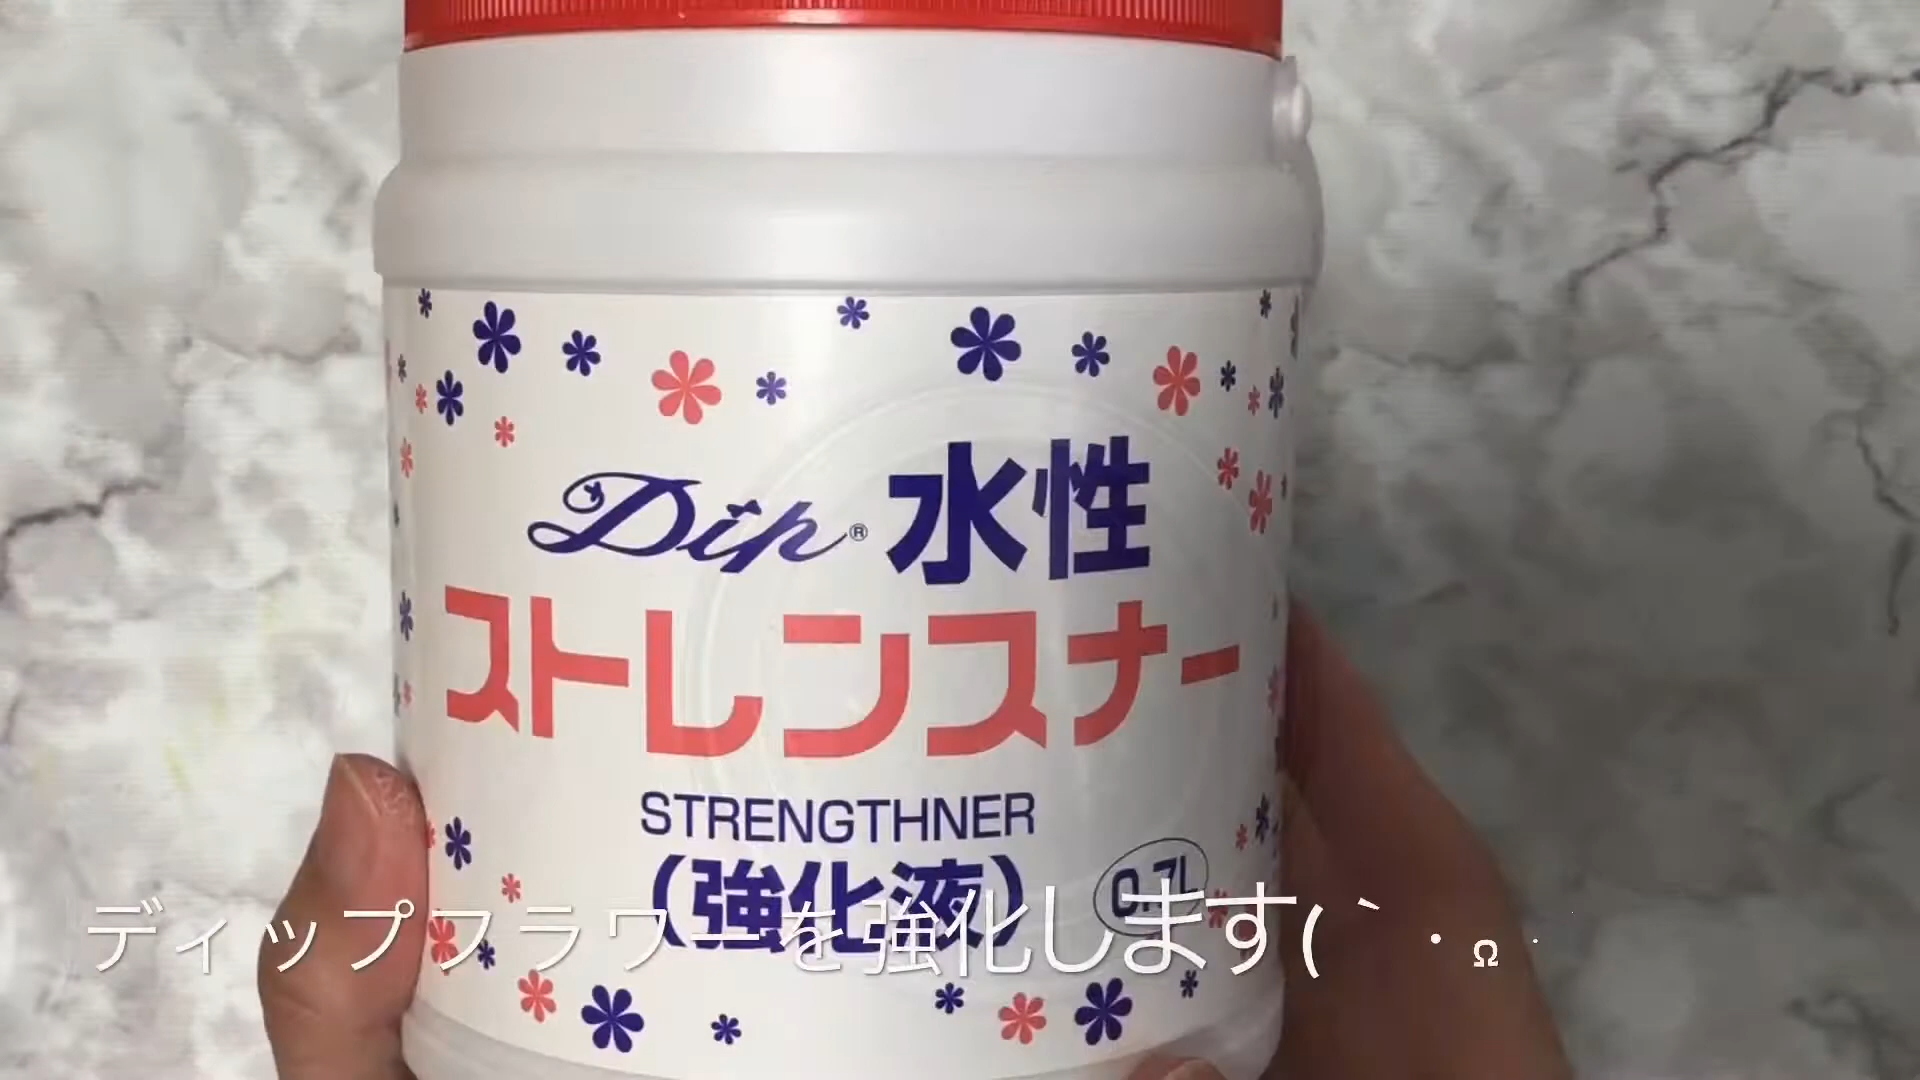 Dip® 水性
ストレンスナー
STRENGTHNER
(強化液)
0.7L
ディップフラワーを強化します(｀・ω・